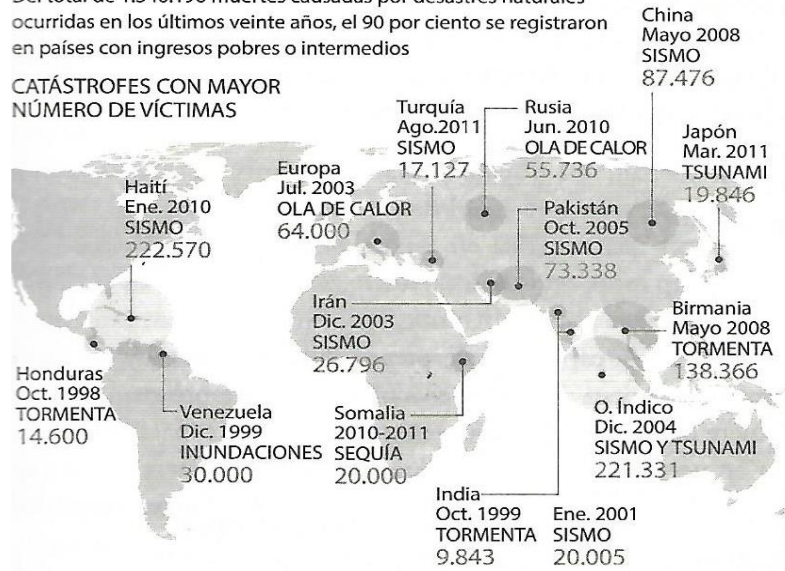 ocurridas en los últimos veinte años, el 90 por ciento se registraron
en países con ingresos pobres o intermedios
CATÁSTROFES CON MAYOR
NÚMERO DE VÍCTIMAS
China
Mayo 2008
SISMO
87.476
Turquía
Ago.2011
SISMO
17.127
Rusia
Jun. 2010
OLA DE CALOR
55.736
Japón
Mar. 2011
TSUNAMI
19.846
Haití
Ene. 2010
SISMO
222.570
Europa
Jul. 2003
OLA DE CALOR
64.000
Pakistán
Oct. 2005
SISMO
73.338
Irán
Dic. 2003
SISMO
26.796
Birmania
Mayo 2008
TORMENTA
138.366
Honduras
Oct. 1998
TORMENTA
14.600
Venezuela
Dic. 1999
INUNDACIONES
30.000
Somalia
2010-2011
SEQUÍA
20.000
O. Índico
Dic. 2004
SISMO Y TSUNAMI
221.331
India
Oct. 1999
TORMENTA
9.843
Ene. 2001
SISMO
20.005